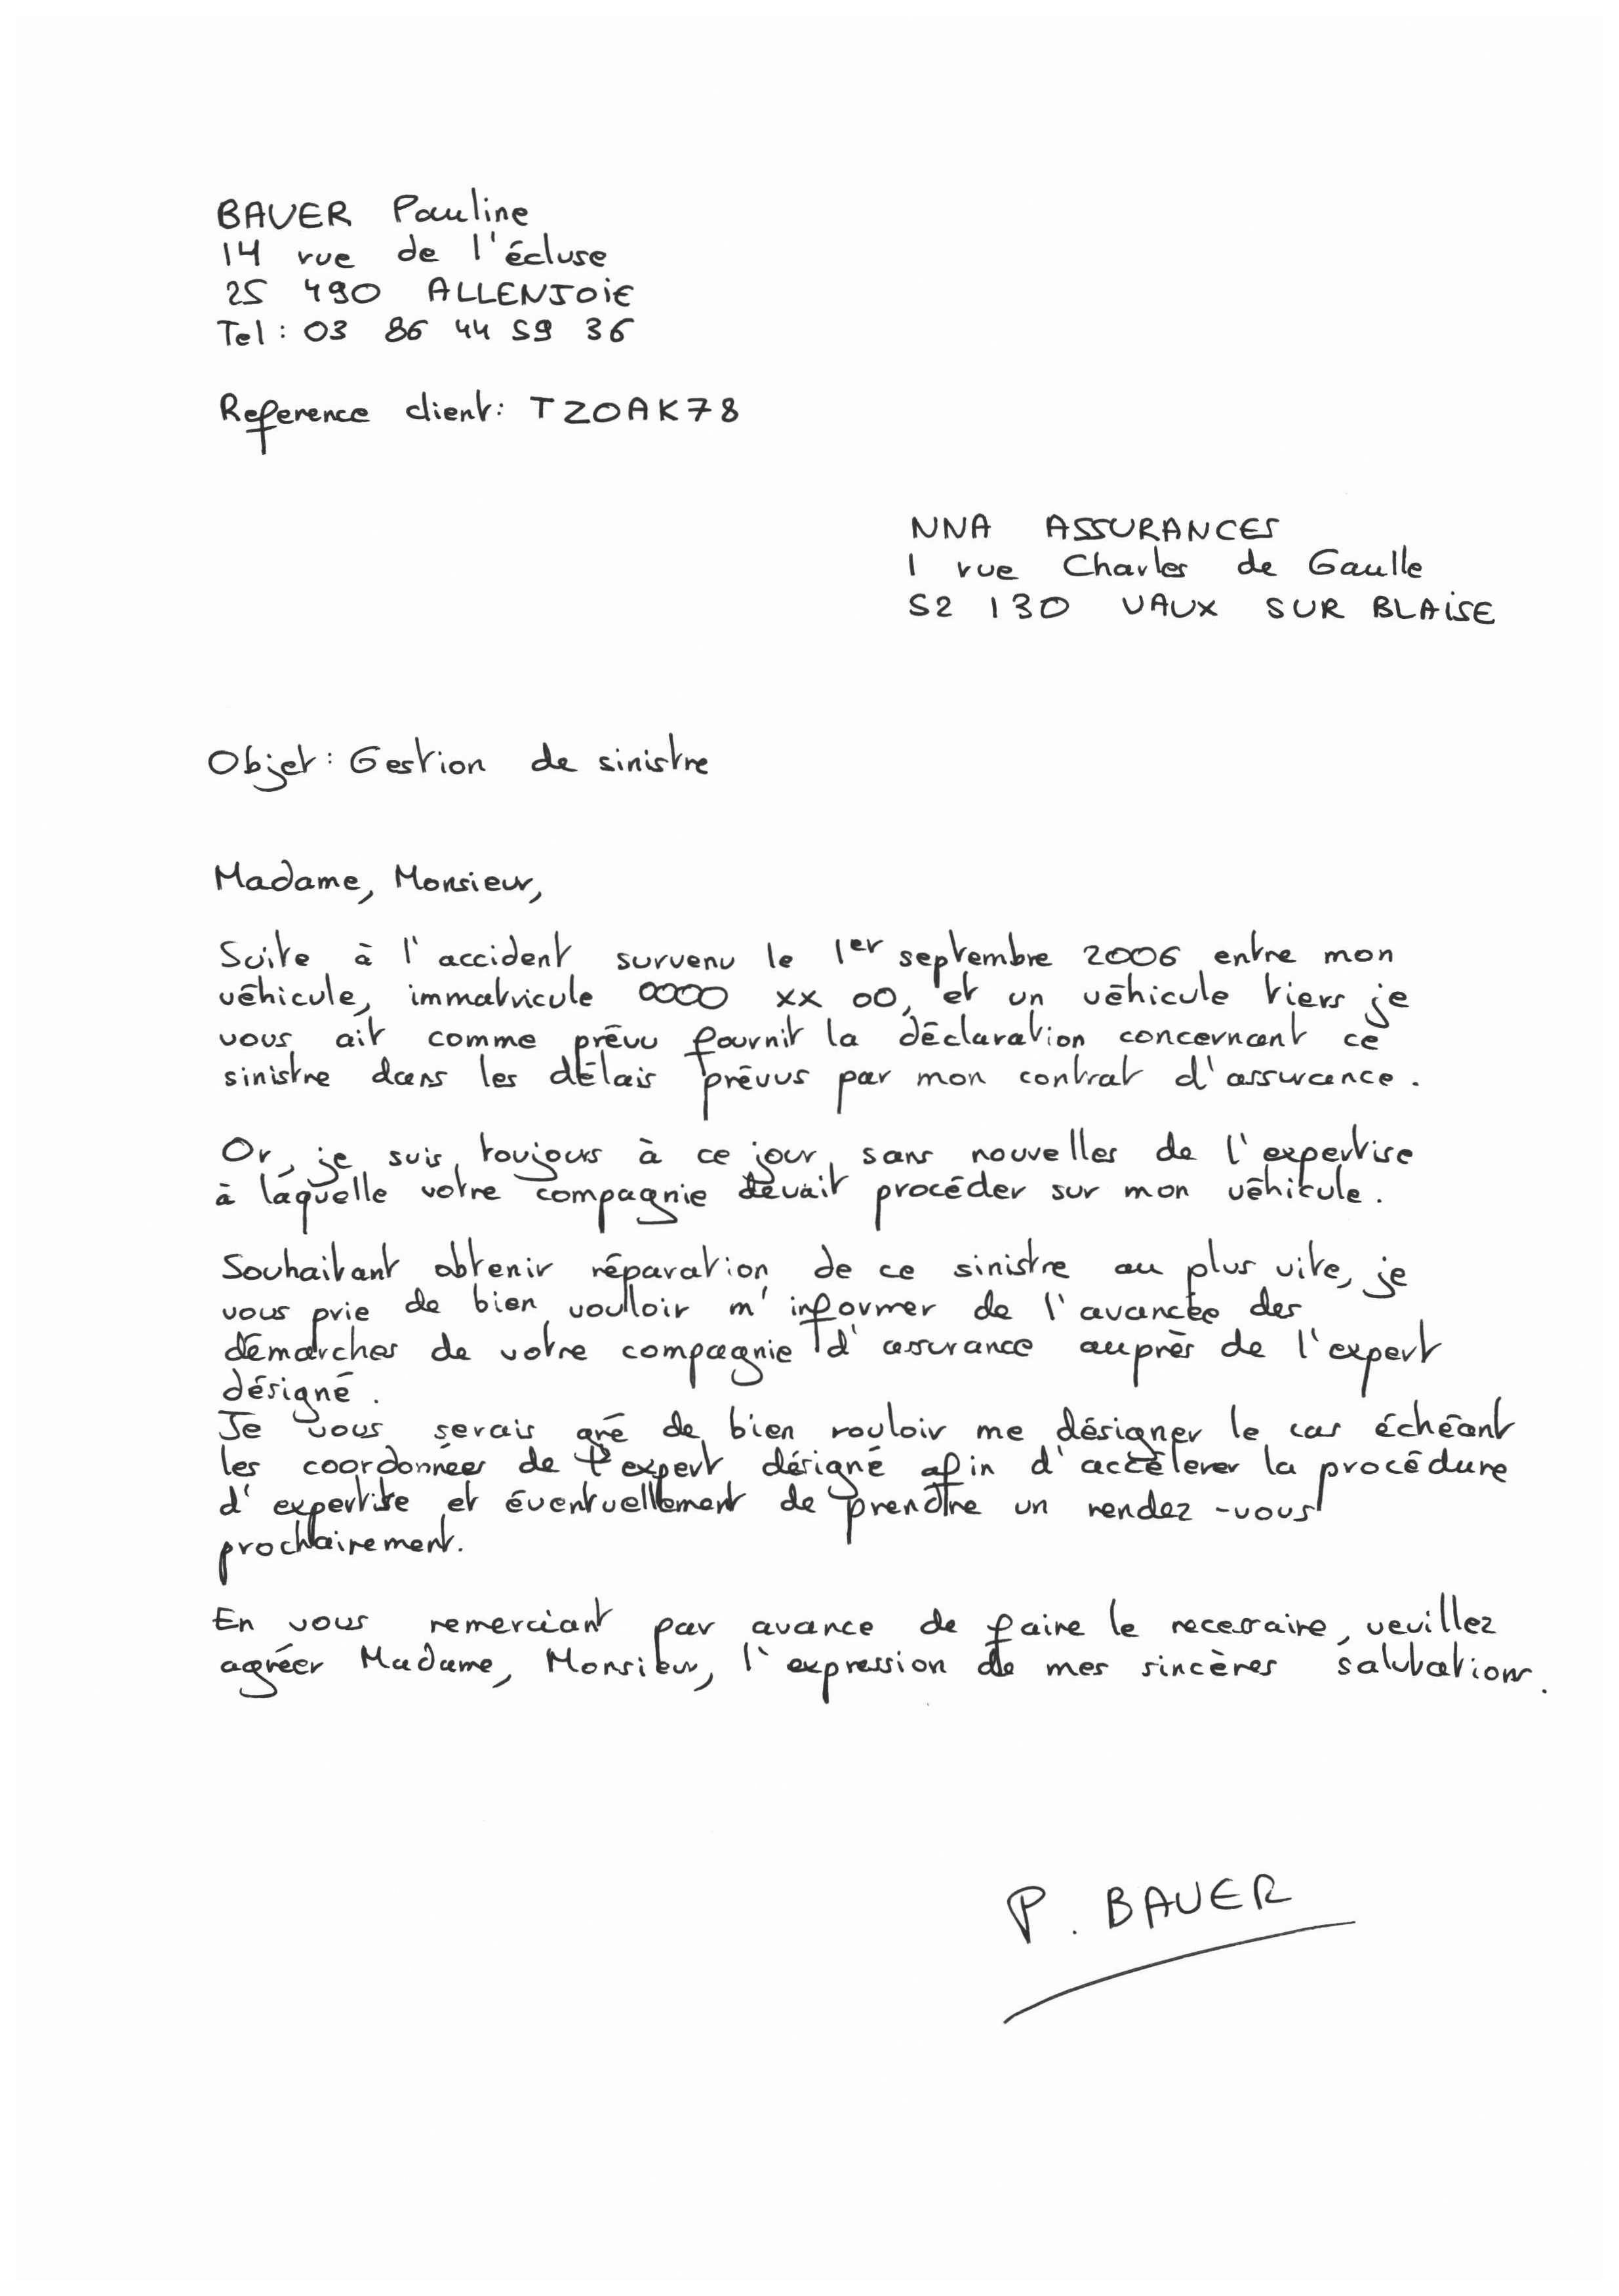 BAUER Pauline
14 rue de l'écluse
25 490 ALLENJOIE
Tel : 03 86 44 59 36
Reference client : TZOAK78
NNA ASSURANCES
1 rue Charles de Gaulle
52 130 VAUX SUR BLAISE
Objet : Gestion de sinistre
Madame, Monsieur,
Suite à l'accident survenu le 1er septembre 2006 entre mon
véhicule, immatricule 0000 xx 00, et un véhicule tiers je
vous ait comme prévu fournit la déclaration concernant ce
sinistre dans les délais prévus par mon contrat d'assurance.
Or, je suis toujours à ce jour sans nouvelles de l'expertise
à laquelle votre compagnie devait procéder sur mon véhicule.
Souhaitant obtenir réparation de ce sinistre au plus vite, je
vous prie de bien vouloir m'informer de l'avancée des
démarches de votre compagnie d'assurance auprès de l'expert
désigné.
Je vous serais gré de bien vouloir me désigner le cas échéant
les coordonnées de l'expert désigné afin d'accélerer la procédure
d'expertise et éventuellement de prendre un rendez-vous
prochainement.
En vous remerciant par avance de faire le necessaire, veuillez
agréer Madame, Monsieur, l'expression de mes sincères salutations.
P. BAUER